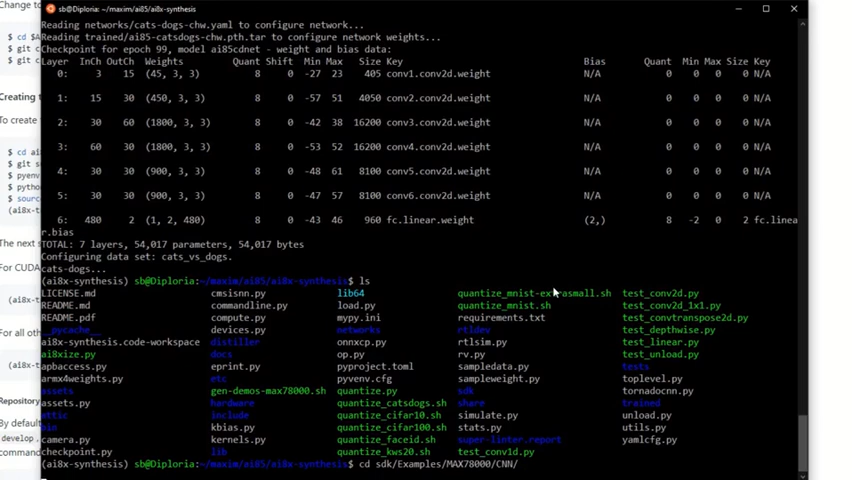 Change to
$ cd $A
$ git c
$ git c
Creating t
To create
$ cd ai
$ git s
$ pyenv
$ python
$ source
(ai8x-t
The next s
For CUDA
(ai8x-t
For all othe
(ai8x-t
Repository
By default
develop.
command
sb@Diploria: ~/maxim/ai85/ai8x-synthesis
Reading networks/cats-dogs-chw.yaml to configure network...
Reading trained/ai85-catsdogs-chw.pth.tar to configure network weights...
Checkpoint for epoch 99, model ai85cdnet - weight and bias data:
Layer InCh OutCh Weights Quant Shift Min Max Size Key Bias Quant Min Max Size Key
0: 3 15 (45, 3, 3) 8 0 -27 23 405 conv1.conv2d.weight N/A 0 0 0 0 N/A
1: 15 30 (450, 3, 3) 8 0 -57 51 4050 conv2.conv2d.weight N/A 0 0 0 0 N/A
2: 30 60 (1800, 3, 3) 8 0 -42 38 16200 conv3.conv2d.weight N/A 0 0 0 0 N/A
3: 60 30 (1800, 3, 3) 8 0 -53 52 16200 conv4.conv2d.weight N/A 0 0 0 0 N/A
4: 30 30 (900, 3, 3) 8 0 -48 61 8100 conv5.conv2d.weight N/A 0 0 0 0 N/A
5: 30 30 (900, 3, 3) 8 0 -47 57 8100 conv6.conv2d.weight N/A 0 0 0 0 N/A
6: 480 2 (1, 2, 480) 8 0 -43 46 960 fc.linear.weight (2,) 8 -2 0 2 fc.linea
r.bias
TOTAL: 7 layers, 54,017 parameters, 54,017 bytes
Configuring data set: cats_vs_dogs.
cats-dogs...
(ai8x-synthesis) sb@Diploria:~/maxim/ai85/ai8x-synthesis$ ls
LICENSE.md cmsisnn.py lib64 quantize_mnist-extrasmall.sh test_conv2d.py
README.md commandline.py load.py quantize_mnist.sh test_conv2d_1x1.py
README.pdf compute.py mypy.ini requirements.txt test_convtranspose2d.py
__pycache__ devices.py networks rtldev test_depthwise.py
ai8x-synthesis.code-workspace distiller onnxcp.py rtlsim.py test_linear.py
ai8xize.py docs op.py rv.py test_unload.py
apbaccess.py eprint.py pyproject.toml sampledata.py tests
armx4weights.py etc pyvenv.cfg sampleweight.py toplevel.py
assets gen-demos-max78000.sh quantize.py sdk tornadocnn.py
assets.py hardware quantize_catsdogs.sh share trained
attic include quantize_cifar10.sh simulate.py unload.py
bin kbias.py quantize_cifar100.sh stats.py utils.py
camera.py kernels.py quantize_faceid.sh super-linter.report yamlcfg.py
checkpoint.py lib quantize_kws20.sh test_conv1d.py
(ai8x-synthesis) sb@Diploria:~/maxim/ai85/ai8x-synthesis$ cd sdk/Examples/MAX78000/CNN/